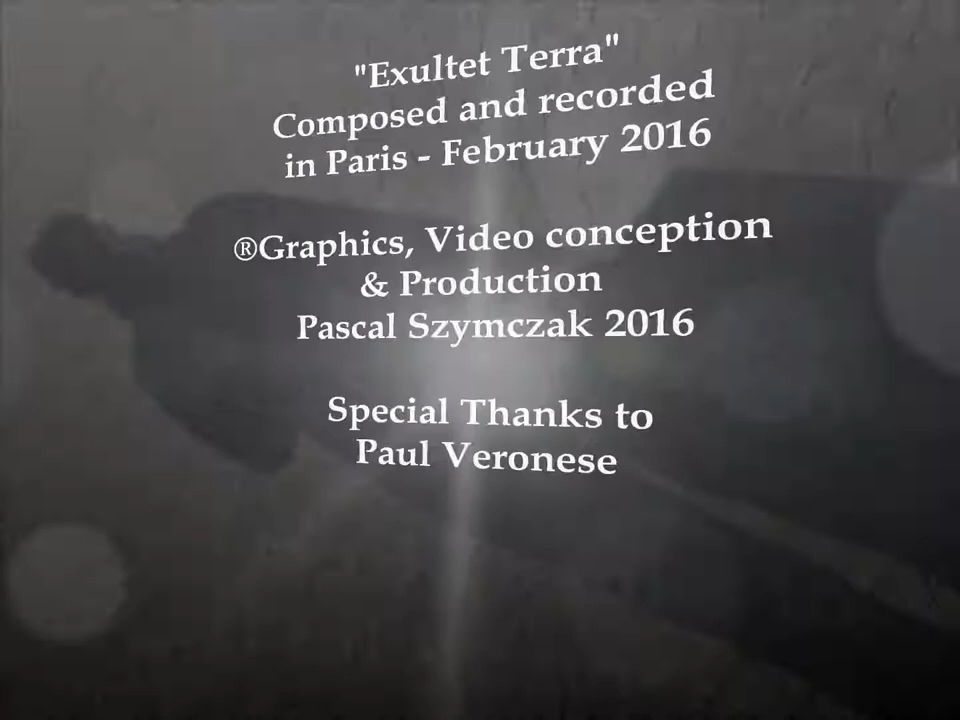 "Exultet Terra"
Composed and recorded
in Paris - February 2016
®Graphics, Video conception
& Production
Pascal Szymczak 2016
Special Thanks to
Paul Veronese